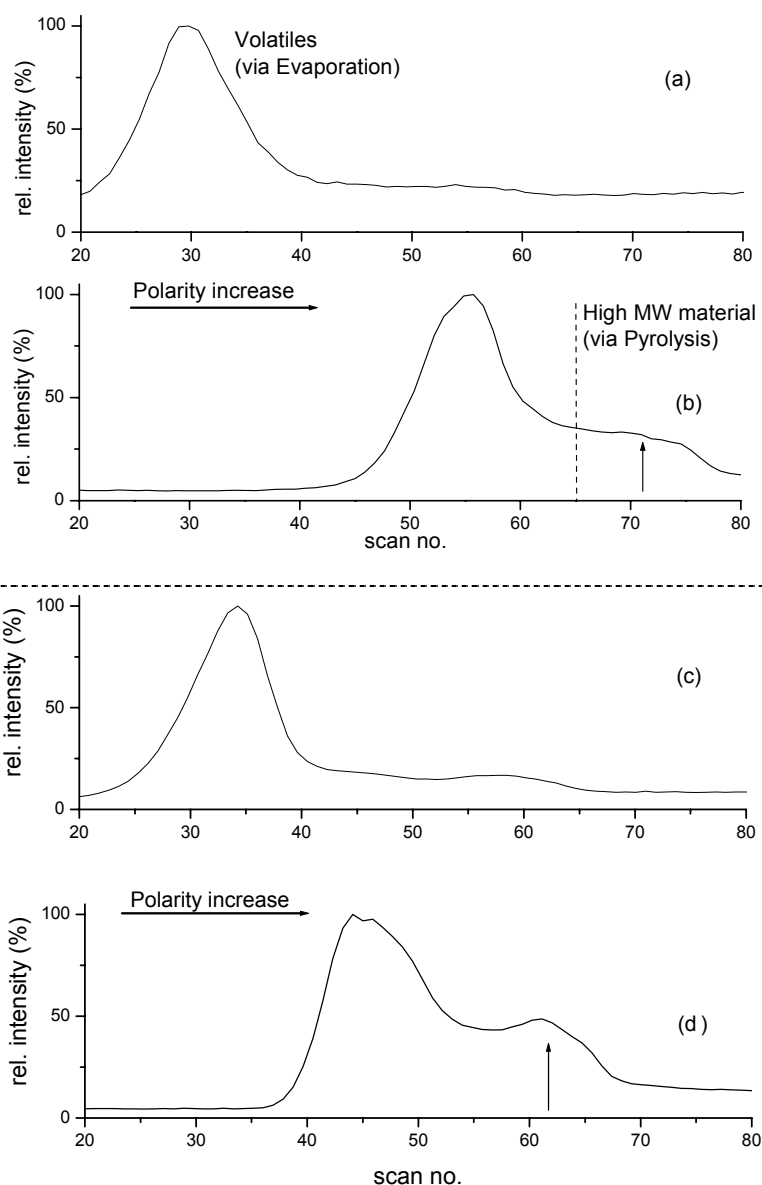 100
50
0
rel. intensity (%)
Volatiles
(via Evaporation)
(a)
20 30 40 50 60 70 80
100
50
0
rel. intensity (%)
Polarity increase
High MW material
(via Pyrolysis)
(b)
20 30 40 50 60 70 80
scan no.
100
50
0
rel. intensity (%)
(c)
20 30 40 50 60 70 80
Polarity increase
100
50
0
rel. intensity (%)
(d )
20 30 40 50 60 70 80
scan no.